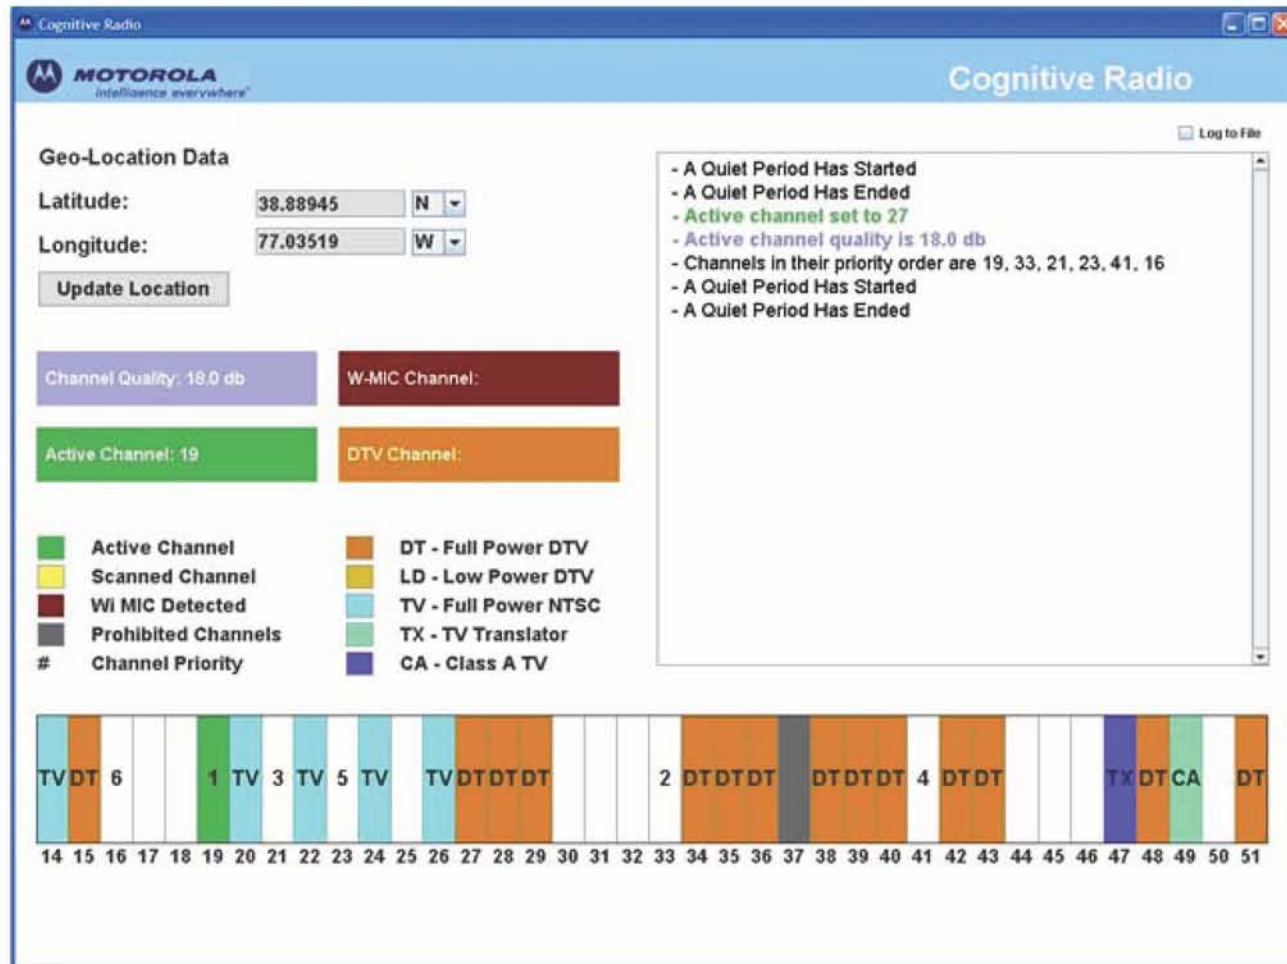 Cognitive Radio
MOTOROLA
intelligence everywhere
Cognitive Radio
Log to File
Geo-Location Data
Latitude: 38.88945 N
Longitude: 77.03519 W
Update Location
- A Quiet Period Has Started
- A Quiet Period Has Ended
- Active channel set to 27
- Active channel quality is 18.0 db
- Channels in their priority order are 19, 33, 21, 23, 41, 16
- A Quiet Period Has Started
- A Quiet Period Has Ended
Channel Quality: 18.0 db
W-MIC Channel:
Active Channel: 19
DTV Channel:
Active Channel
Scanned Channel
Wi MIC Detected
Prohibited Channels
# Channel Priority
DT - Full Power DTV
LD - Low Power DTV
TV - Full Power NTSC
TX - TV Translator
CA - Class A TV
TV DT 6 1 TV 3 TV 5 TV TV DT DT DT 2 DT DT DT DT DT DT 4 DT DT TX DT CA DT
14 15 16 17 18 19 20 21 22 23 24 25 26 27 28 29 30 31 32 33 34 35 36 37 38 39 40 41 42 43 44 45 46 47 48 49 50 51